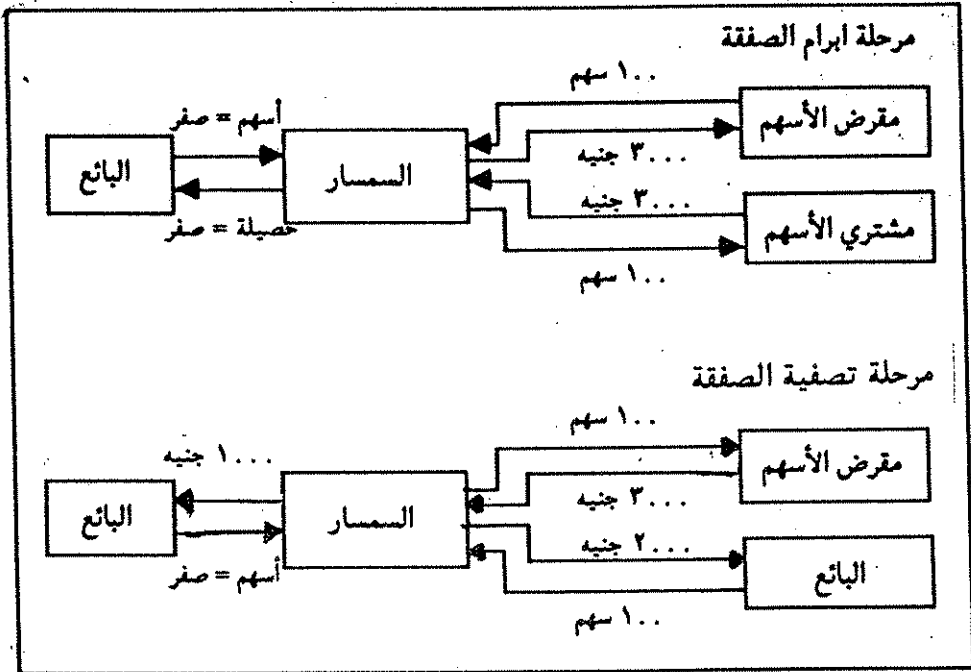 مرحلة ابرام الصفقة
١٠٠ سهم
مقرض الأسهم
أسهم = صفر
٣٠٠٠ جنيه
البائع
السمسار
٣٠٠٠ جنيه
حصيلة = صفر
مشتري الأسهم
١٠٠ سهم
مرحلة تصفية الصفقة
١٠٠ سهم
مقرض الأسهم
١٠٠٠ جنيه
٣٠٠٠ جنيه
البائع
السمسار
٢٠٠٠ جنيه
أسهم = صفر
البائع
١٠٠ سهم